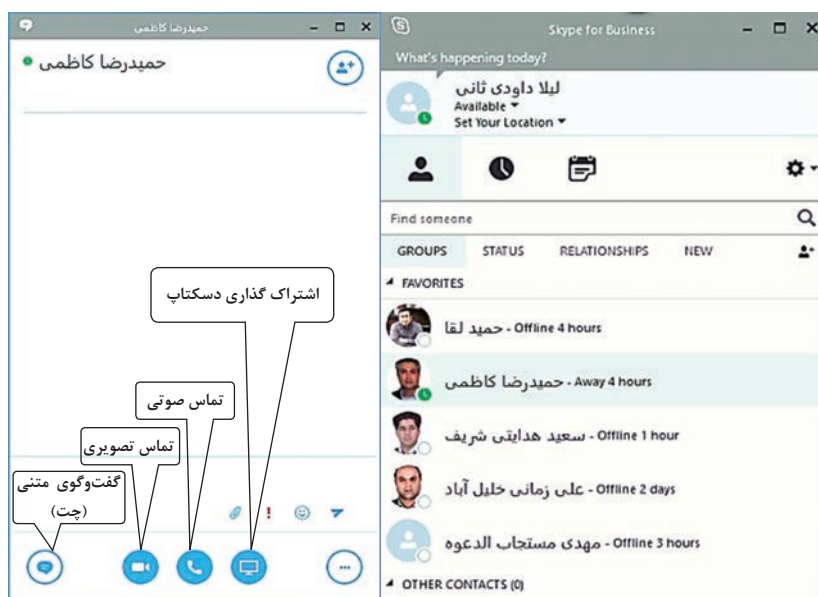 حمیدرضا کاظمی
حمیدرضا کاظمی
اشتراک گذاری دسکتاپ
تماس صوتی
تماس تصویری
گفت‌وگوی متنی
(چت)
Skype for Business
What's happening today?
لیلا داودی ثانی
Available
Set Your Location
Find someone
GROUPS STATUS RELATIONSHIPS NEW
FAVORITES
حمید لقا - Offline 4 hours
حمیدرضا کاظمی - Away 4 hours
سعید هدایتی شریف - Offline 1 hour
علی زمانی خلیل آباد - Offline 2 days
مهدی مستجاب الدعوه - Offline 3 hours
OTHER CONTACTS (0)